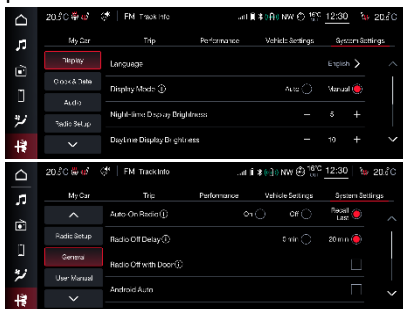 20.5°C FM Track Info NW 16°C 12:30 20.5°C
My Car Trip Performance Vehicle Settings System Settings
Display
Language English
Clock & Date
Display Mode Auto Manual
Audio
Night-time Display Brightness − 5 +
Radio Setup
Daytime Display Brightness − 10 +
20.5°C FM Track Info NW 16°C 12:30 20.5°C
My Car Trip Performance Vehicle Settings System Settings
Auto-On Radio On Off Recall Last
Radio Setup
Radio Off Delay 0 min 20 min
General
Radio Off with Door
User Manual
Android Auto